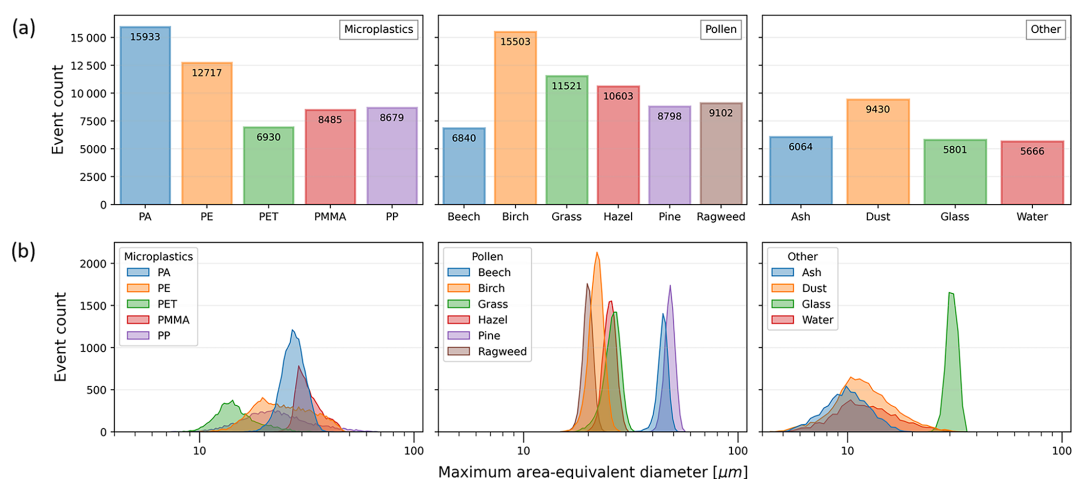 (a)
Event count
15 000
12 500
10 000
7500
5000
2500
0
Microplastics
15933
12717
6930
8485
8679
PA
PE
PET
PMMA
PP
Pollen
6840
15503
11521
10603
8798
9102
Beech
Birch
Grass
Hazel
Pine
Ragweed
Other
6064
9430
5801
5666
Ash
Dust
Glass
Water
(b)
Event count
2000
1500
1000
500
0
Microplastics
PA
PE
PET
PMMA
PP
10
100
Pollen
Beech
Birch
Grass
Hazel
Pine
Ragweed
10
100
Other
Ash
Dust
Glass
Water
10
100
Maximum area-equivalent diameter [μm]